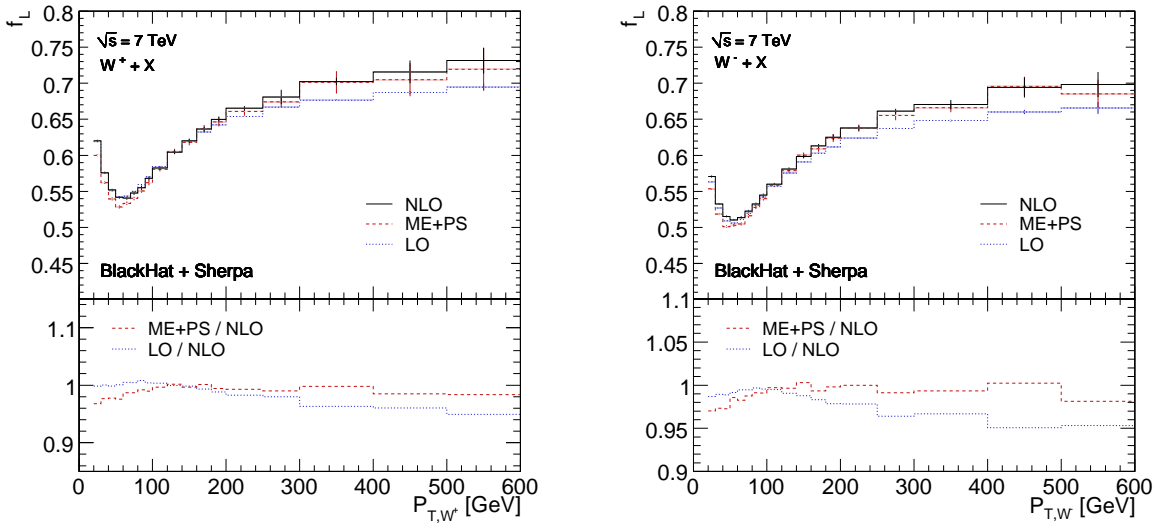 f_L
0.8
0.75
0.7
0.65
0.6
0.55
0.5
0.45
√s = 7 TeV
W⁺ + X
NLO
ME+PS
LO
BlackHat + Sherpa
1.1
1
0.9
ME+PS / NLO
LO / NLO
0 100 200 300 400 500 600
P_T,W⁺ [GeV]
f_L
0.8
0.75
0.7
0.65
0.6
0.55
0.5
0.45
√s = 7 TeV
W⁻ + X
NLO
ME+PS
LO
BlackHat + Sherpa
1.1
1.05
1
0.95
0.9
ME+PS / NLO
LO / NLO
0 100 200 300 400 500 600
P_T,W⁻ [GeV]